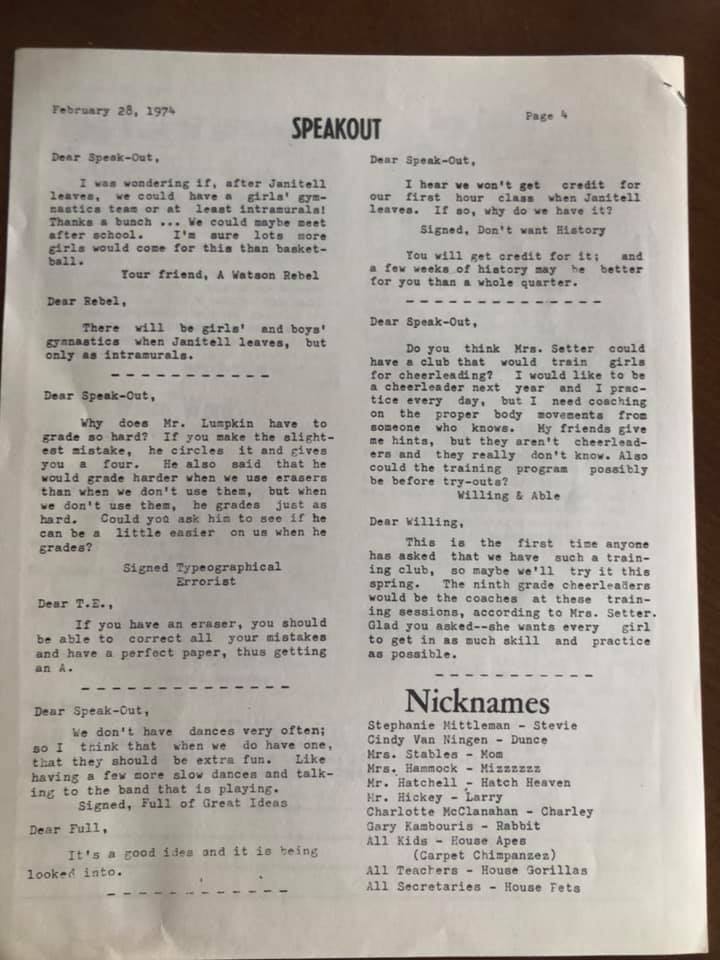 February 28, 1974
Page 4
SPEAKOUT
Dear Speak-Out,
I was wondering if, after Janitell
leaves, we could have a girls' gym-
nastics team or at least intramurals!
Thanks a bunch ... We could maybe meet
after school. I'm sure lots more
girls would come for this than basket-
ball.
Your friend, A Watson Rebel
Dear Rebel,
There will be girls' and boys'
gymnastics when Janitell leaves, but
only as intramurals.
Dear Speak-Out,
Why does Mr. Lumpkin have to
grade so hard? If you make the slight-
est mistake, he circles it and gives
you a four. He also said that he
would grade harder when we use erasers
than when we don't use them, but when
we don't use them, he grades just as
hard. Could you ask him to see if he
can be a little easier on us when he
grades?
Signed Typeographical
Errorist
Dear T.E.,
If you have an eraser, you should
be able to correct all your mistakes
and have a perfect paper, thus getting
an A.
Dear Speak-Out,
We don't have dances very often;
so I think that when we do have one,
that they should be extra fun. Like
having a few more slow dances and talk-
ing to the band that is playing.
Signed, Full of Great Ideas
Dear Full,
It's a good idea and it is being
looked into.
Dear Speak-Out,
I hear we won't get credit for
our first hour class when Janitell
leaves. If so, why do we have it?
Signed, Don't want History
You will get credit for it; and
a few weeks of history may be better
for you than a whole quarter.
Dear Speak-Out,
Do you think Mrs. Setter could
have a club that would train girls
for cheerleading? I would like to be
a cheerleader next year and I prac-
tice every day, but I need coaching
on the proper body movements from
someone who knows. My friends give
me hints, but they aren't cheerlead-
ers and they really don't know. Also
could the training program possibly
be before try-outs?
Willing & Able
Dear Willing,
This is the first time anyone
has asked that we have such a train-
ing club, so maybe we'll try it this
spring. The ninth grade cheerleaders
would be the coaches at these train-
ing sessions, according to Mrs. Setter.
Glad you asked--she wants every girl
to get in as much skill and practice
as possible.
Nicknames
Stephanie Mittleman - Stevie
Cindy Van Ningen - Dunce
Mrs. Stables - Mom
Mrs. Hammock - Mizzzzzz
Mr. Hatchell - Hatch Heaven
Mr. Hickey - Larry
Charlotte McClanahan - Charley
Gary Kambouris - Rabbit
All Kids - House Apes
(Carpet Chimpanzez)
All Teachers - House Gorillas
All Secretaries - House Pets